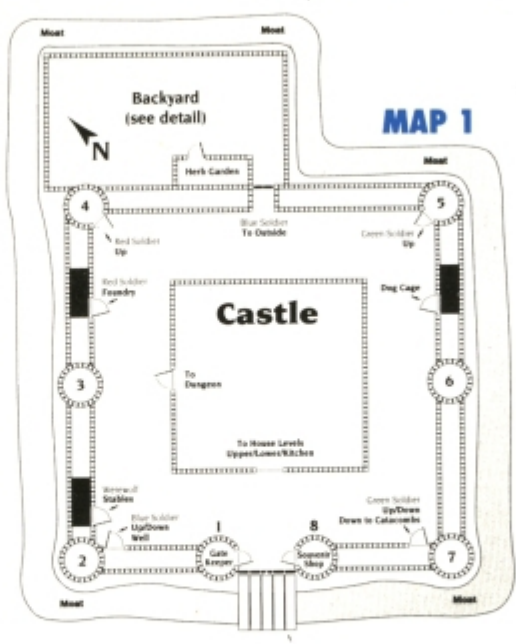 Moat
Moat
Backyard
(see detail)
MAP 1
N
Moat
Herb Garden
4
5
Blue Soldier
To Outside
Green Soldier
Up
Red Soldier
Up
Red Soldier
Foundry
Dog Cage
Castle
3
To
Dungeon
6
To House Levels
Upper/Lower/Kitchen
Werewolf
Stables
Green Soldier
Up/Down
Down to Catacombs
Blue Soldier
Up/Down
Well
1
8
2
Gate
Keeper
Souvenir
Shop
7
Moat
Moat